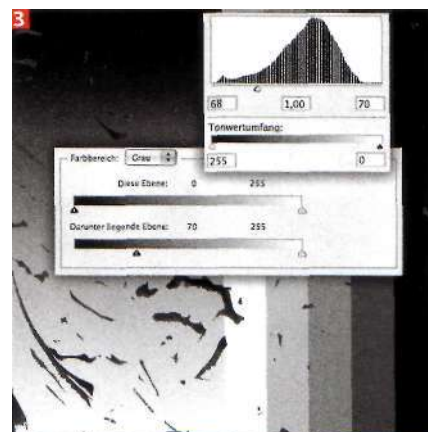 3
68 1,00 70
Tonwertumfang:
255 0
Farbbereich: Grau
Diese Ebene: 0 255
Darunter liegende Ebene: 70 255